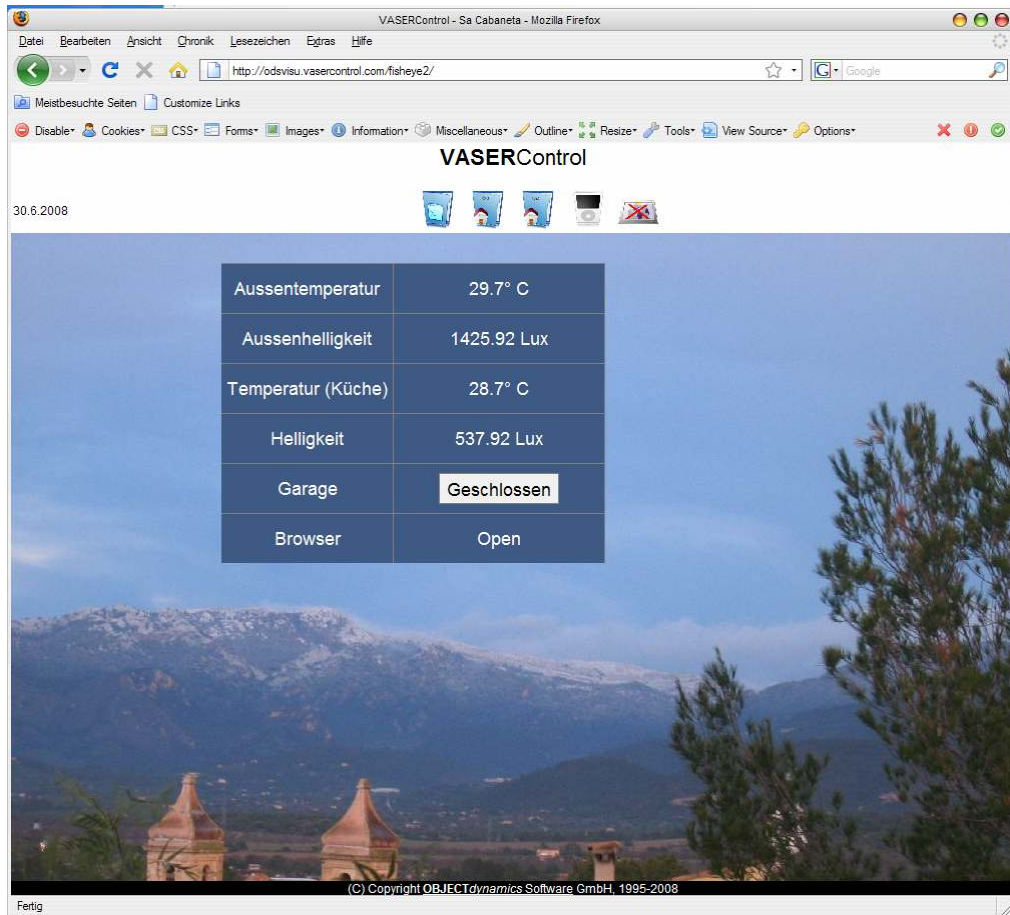 VASERControl - Sa Cabaneta - Mozilla Firefox
Datei Bearbeiten Ansicht Chronik Lesezeichen Extras Hilfe
http://odsvisu.vasercontrol.com/fisheye2/
G Google
Meistbesuchte Seiten Customize Links
Disable Cookies CSS Forms Images Information Miscellaneous Outline Resize Tools View Source Options
VASERControl
30.6.2008
Aussentemperatur 29.7° C
Aussenhelligkeit 1425.92 Lux
Temperatur (Küche) 28.7° C
Helligkeit 537.92 Lux
Garage Geschlossen
Browser Open
(C) Copyright OBJECTdynamics Software GmbH, 1995-2008
Fertig